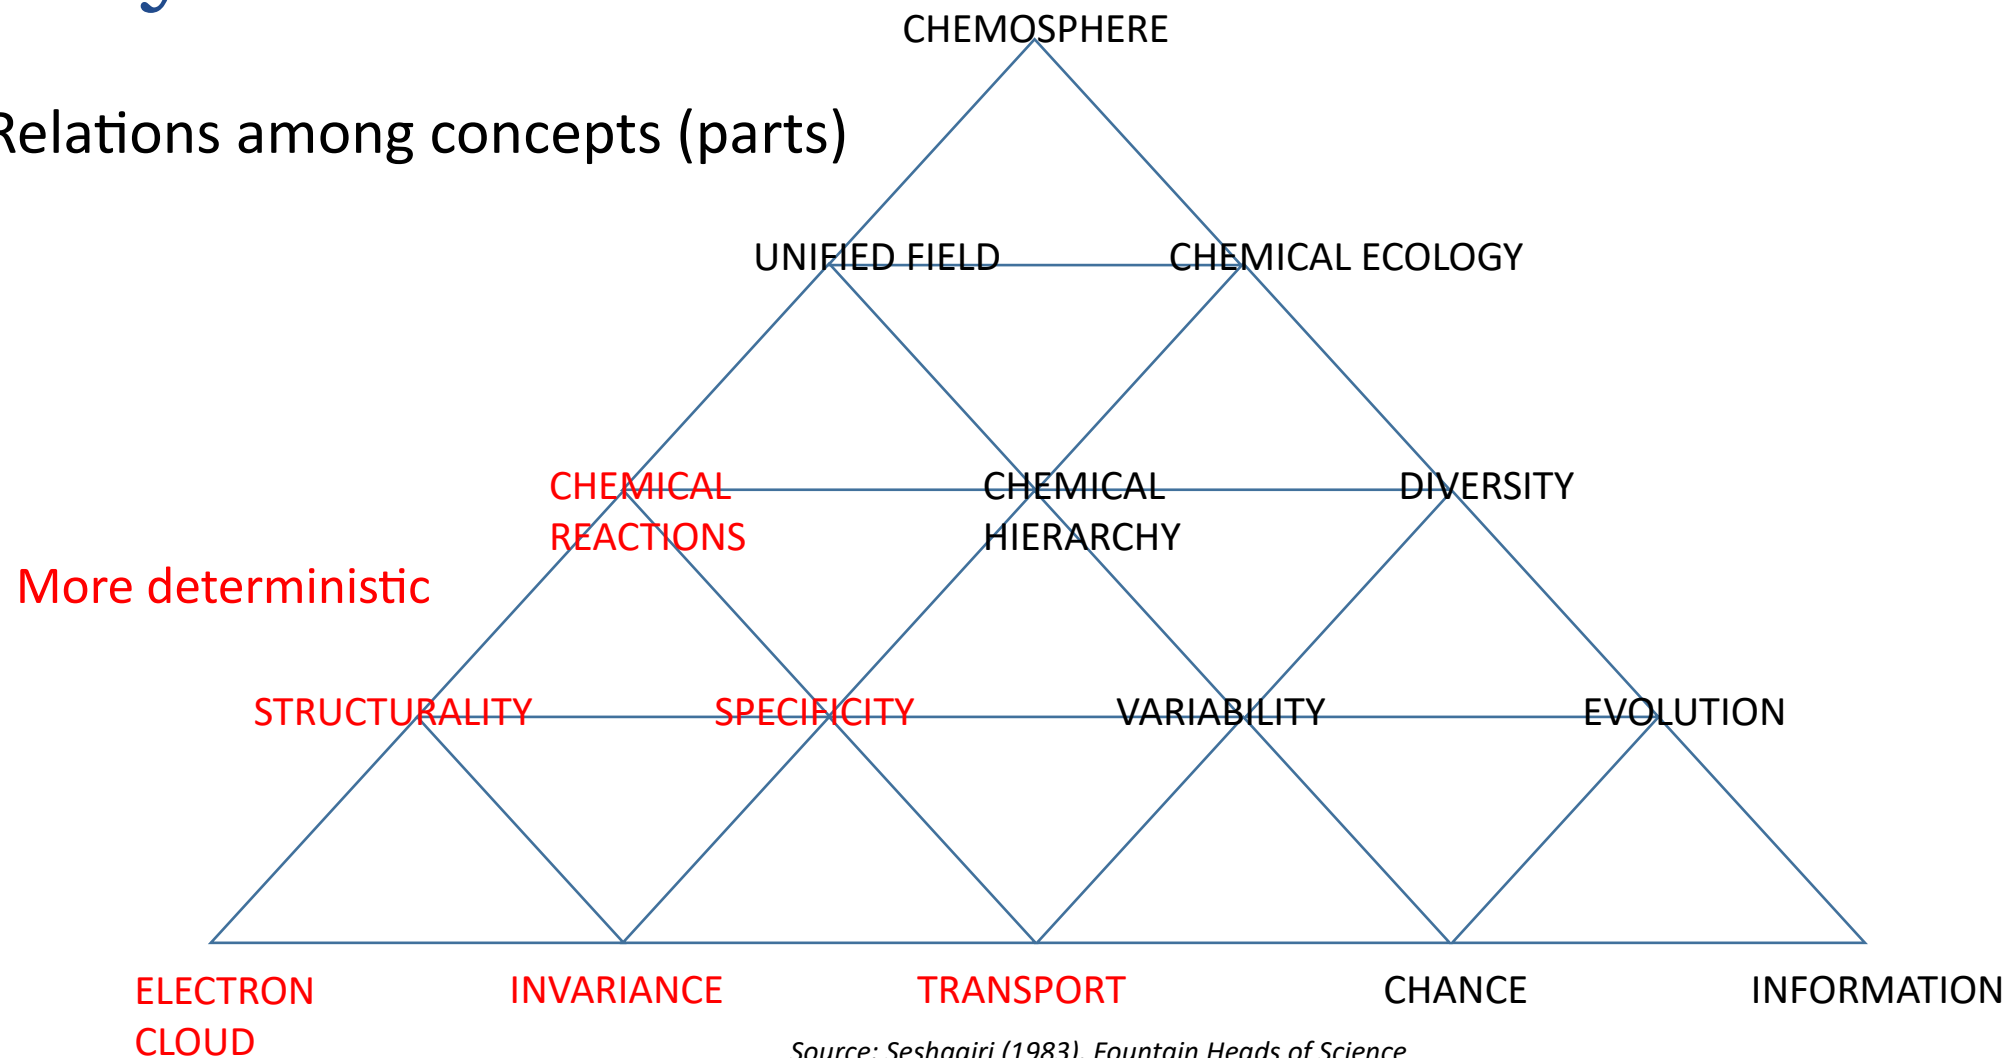 CHEMOSPHERE
Relations among concepts (parts)
UNIFIED FIELD
CHEMICAL ECOLOGY
CHEMICAL
REACTIONS
CHEMICAL
HIERARCHY
DIVERSITY
More deterministic
STRUCTURALITY
SPECIFICITY
VARIABILITY
EVOLUTION
ELECTRON
CLOUD
INVARIANCE
TRANSPORT
CHANCE
INFORMATION
Source: Seshagiri (1983). Fountain Heads of Science